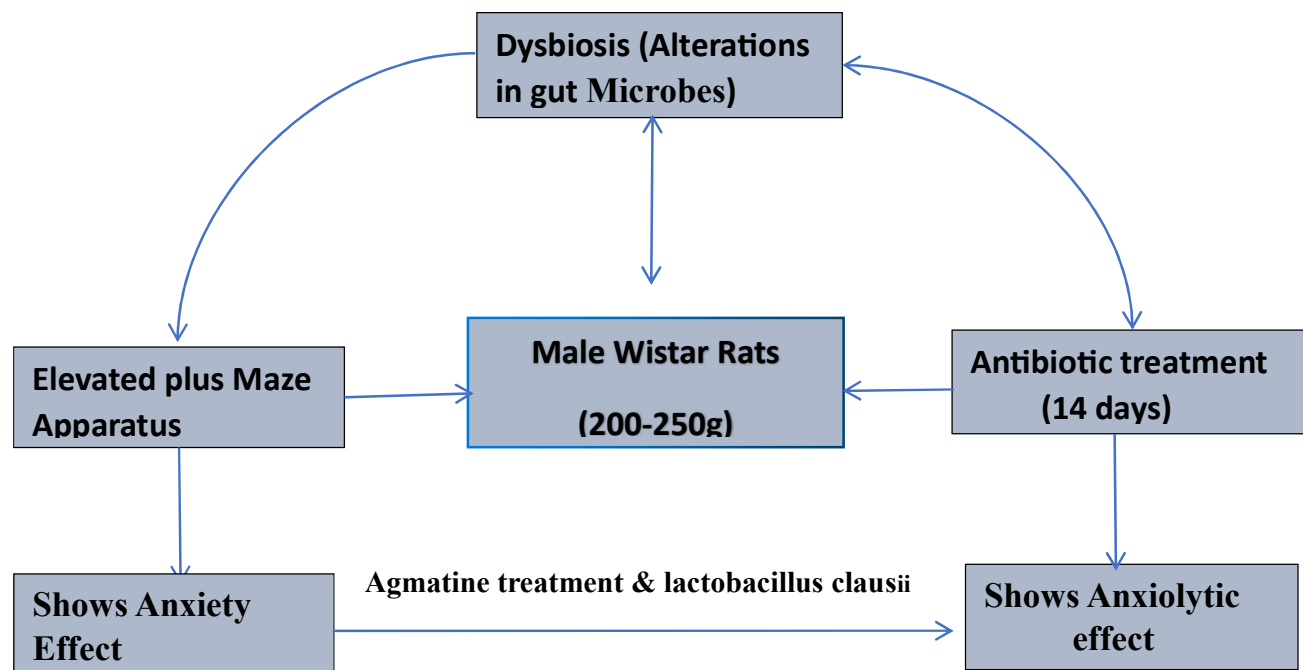 Dysbiosis (Alterations
in gut Microbes)
Male Wistar Rats
(200-250g)
Elevated plus Maze
Apparatus
Antibiotic treatment
(14 days)
Agmatine treatment & lactobacillus clausii
Shows Anxiety
Effect
Shows Anxiolytic
effect